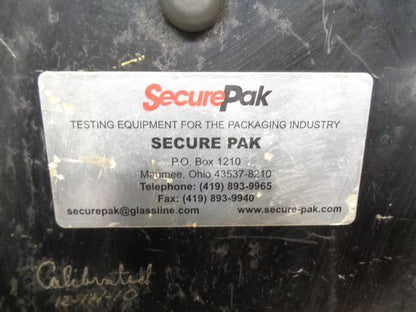 SecurePak
TESTING EQUIPMENT FOR THE PACKAGING INDUSTRY
SECURE PAK
P.O. Box 1210
Maumee, Ohio 43537-8210
Telephone: (419) 893-9965
Fax: (419) 893-9940
securepak@glassline.com www.secure-pak.com
Calibrated